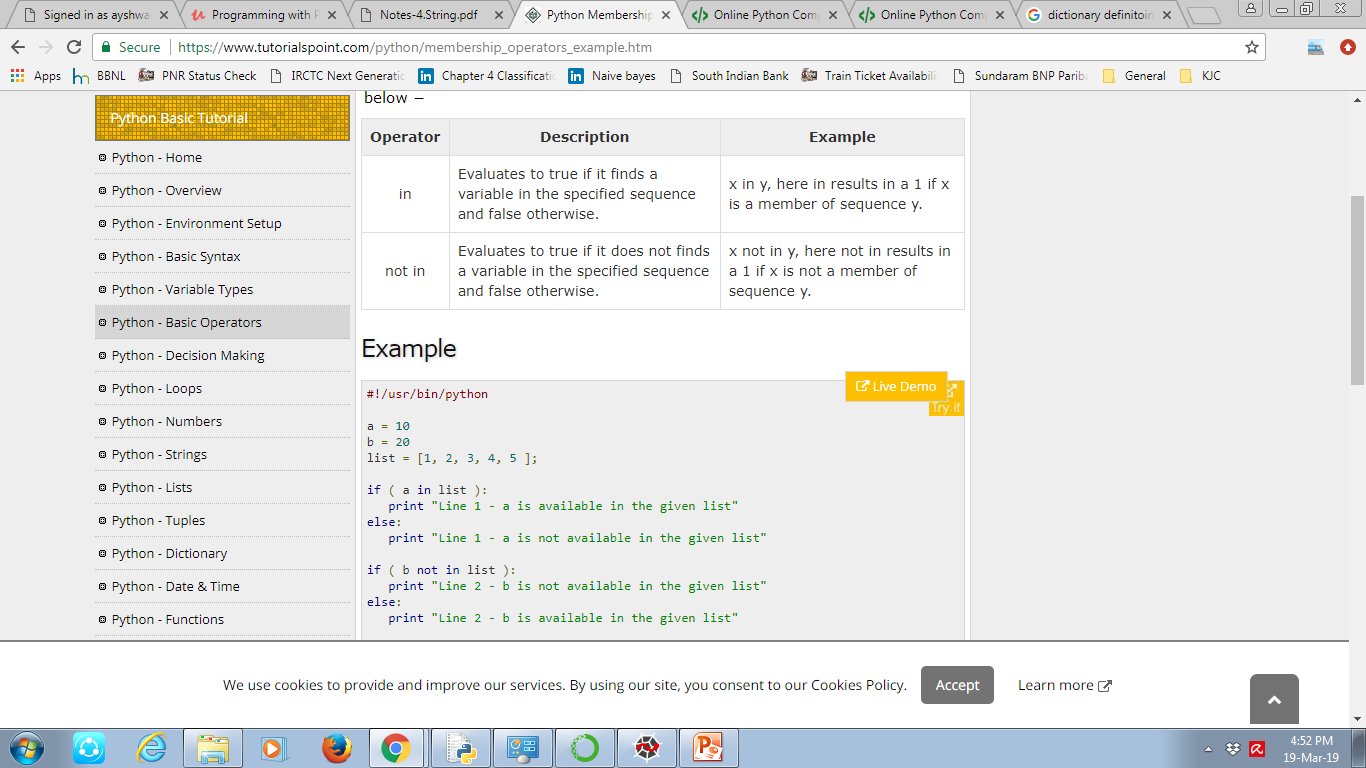 Signed in as ayshwa
Programming with P
Notes-4.String.pdf
Python Membership
Online Python Comp
Online Python Comp
dictionary definitoin
Secure
https://www.tutorialspoint.com/python/membership_operators_example.htm
Apps
BBNL
PNR Status Check
IRCTC Next Generatic
Chapter 4 Classificatio
Naive bayes
South Indian Bank
Train Ticket Availabili
Sundaram BNP Pariba
General
KJC
Python Basic Tutorial
Python - Home
Python - Overview
Python - Environment Setup
Python - Basic Syntax
Python - Variable Types
Python - Basic Operators
Python - Decision Making
Python - Loops
Python - Numbers
Python - Strings
Python - Lists
Python - Tuples
Python - Dictionary
Python - Date & Time
Python - Functions
below −
Operator Description Example
in
Evaluates to true if it finds a
variable in the specified sequence
and false otherwise.
x in y, here in results in a 1 if x
is a member of sequence y.
not in
Evaluates to true if it does not finds
a variable in the specified sequence
and false otherwise.
x not in y, here not in results in
a 1 if x is not a member of
sequence y.
Example
Live Demo
Try it
#!/usr/bin/python
a = 10
b = 20
list = [1, 2, 3, 4, 5 ];
if ( a in list ):
print "Line 1 - a is available in the given list"
else:
print "Line 1 - a is not available in the given list"
if ( b not in list ):
print "Line 2 - b is not available in the given list"
else:
print "Line 2 - b is available in the given list"
We use cookies to provide and improve our services. By using our site, you consent to our Cookies Policy.
Accept
Learn more
4:52 PM
19-Mar-19